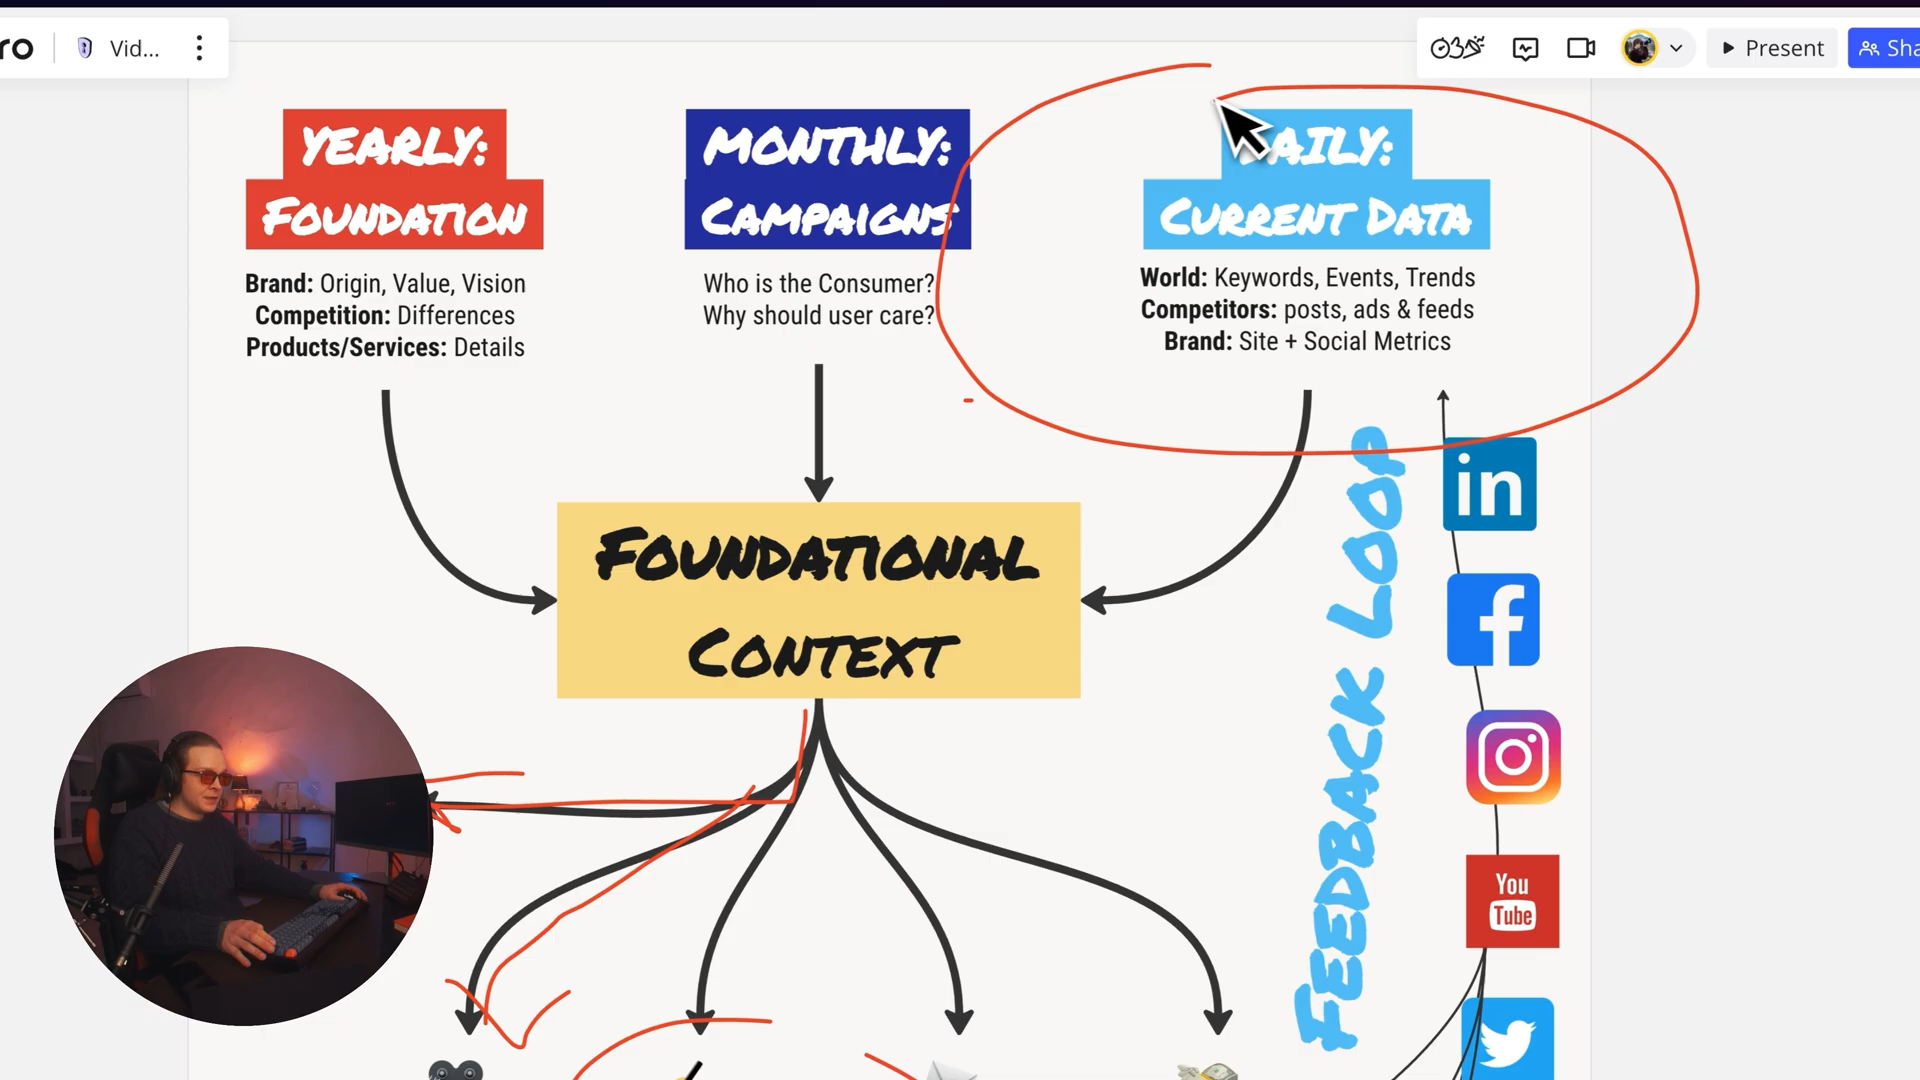 ro
Vid...
Present
Sha
YEARLY:
FOUNDATION
Brand: Origin, Value, Vision
Competition: Differences
Products/Services: Details
MONTHLY:
CAMPAIGNS
Who is the Consumer?
Why should user care?
AILY:
CURRENT DATA
World: Keywords, Events, Trends
Competitors: posts, ads & feeds
Brand: Site + Social Metrics
FOUNDATIONAL
CONTEXT
FEEDBACK LOOP
in
f
You
Tube